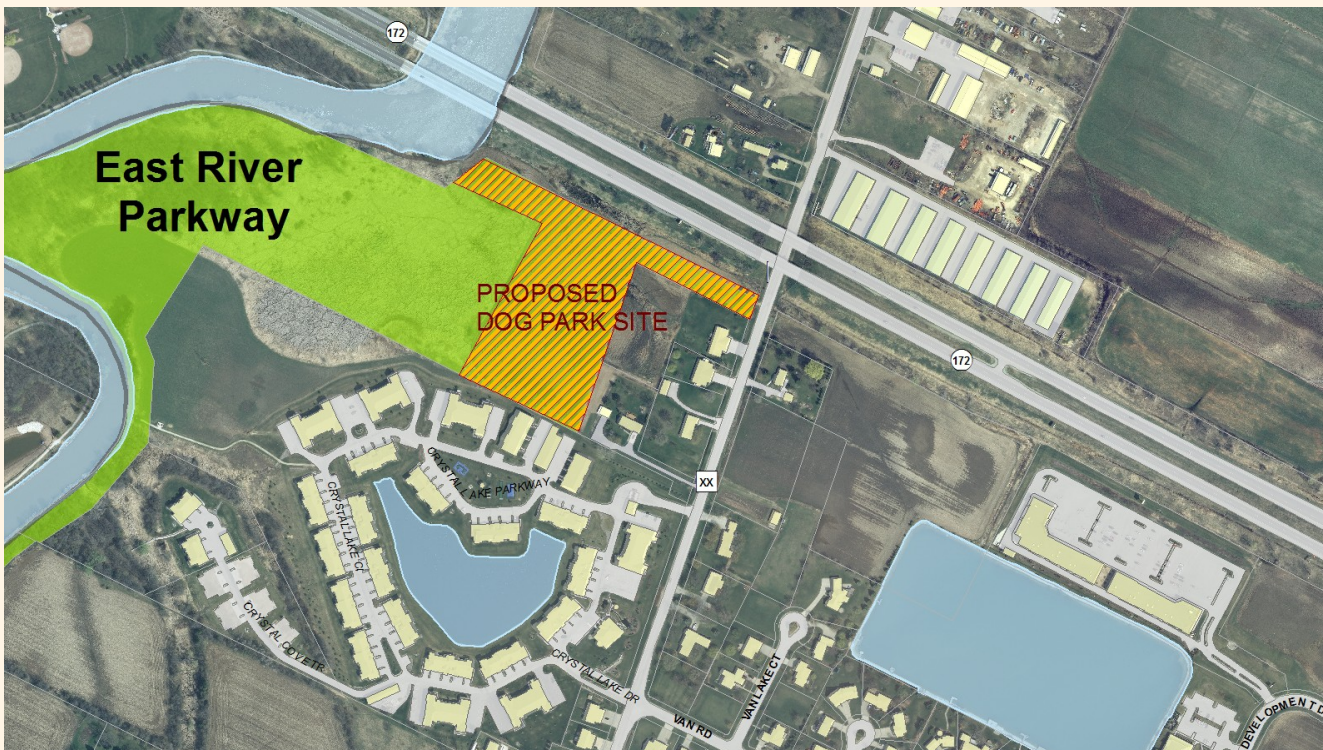 172
East River
Parkway
PROPOSED
DOG PARK SITE
172
XX
CRYSTAL LAKE PARKWAY
CRYSTAL LAKE CT
CRYSTAL COVE TR
CRYSTAL LAKE DR
VAN RD
VAN LAKE CT
DEVELOPMENT D